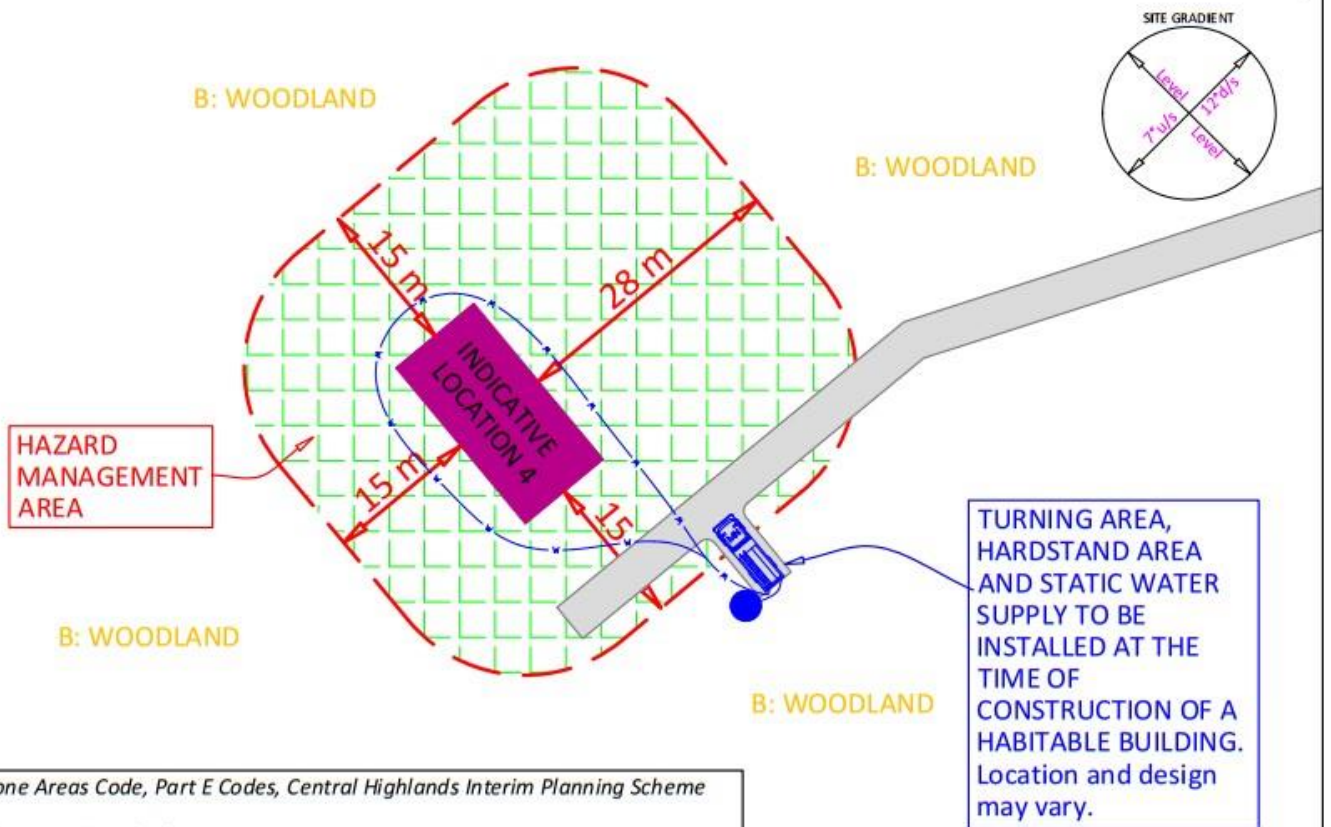 SITE GRADIENT
Level
12°d/s
7°u/s
Level
B: WOODLAND
B: WOODLAND
15 m
28 m
INDICATIVE
LOCATION 4
15 m
15
HAZARD
MANAGEMENT
AREA
B: WOODLAND
B: WOODLAND
TURNING AREA,
HARDSTAND AREA
AND STATIC WATER
SUPPLY TO BE
INSTALLED AT THE
TIME OF
CONSTRUCTION OF A
HABITABLE BUILDING.
Location and design
may vary.
Areas Code, Part E Codes, Central Highlands Interim Planning Scheme